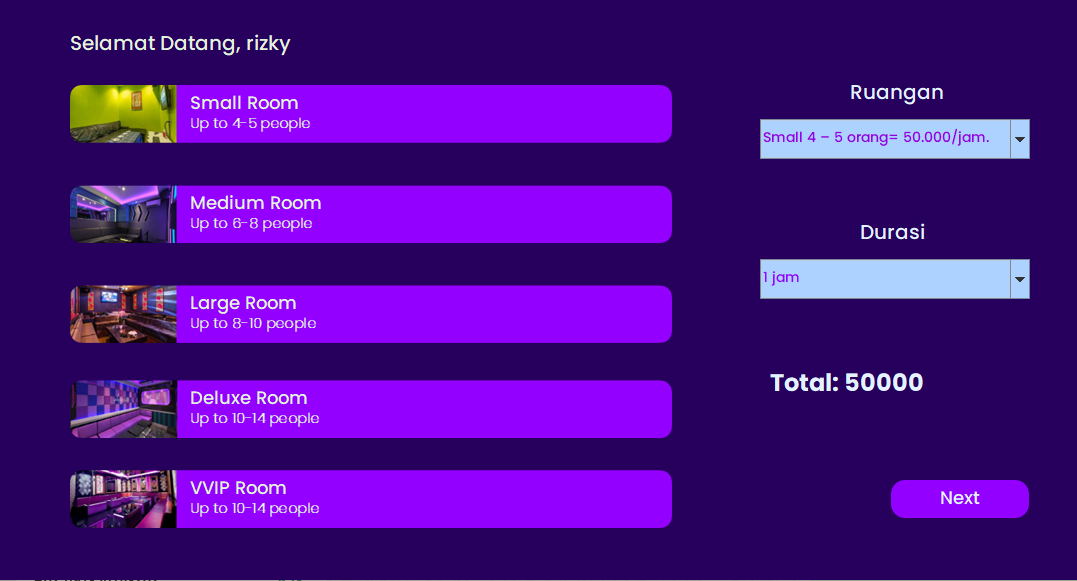 Selamat Datang, rizky
Small Room
Up to 4-5 people
Medium Room
Up to 6-8 people
Large Room
Up to 8-10 people
Deluxe Room
Up to 10-14 people
VVIP Room
Up to 10-14 people
Ruangan
Small 4 – 5 orang= 50.000/jam.
Durasi
1 jam
Total: 50000
Next